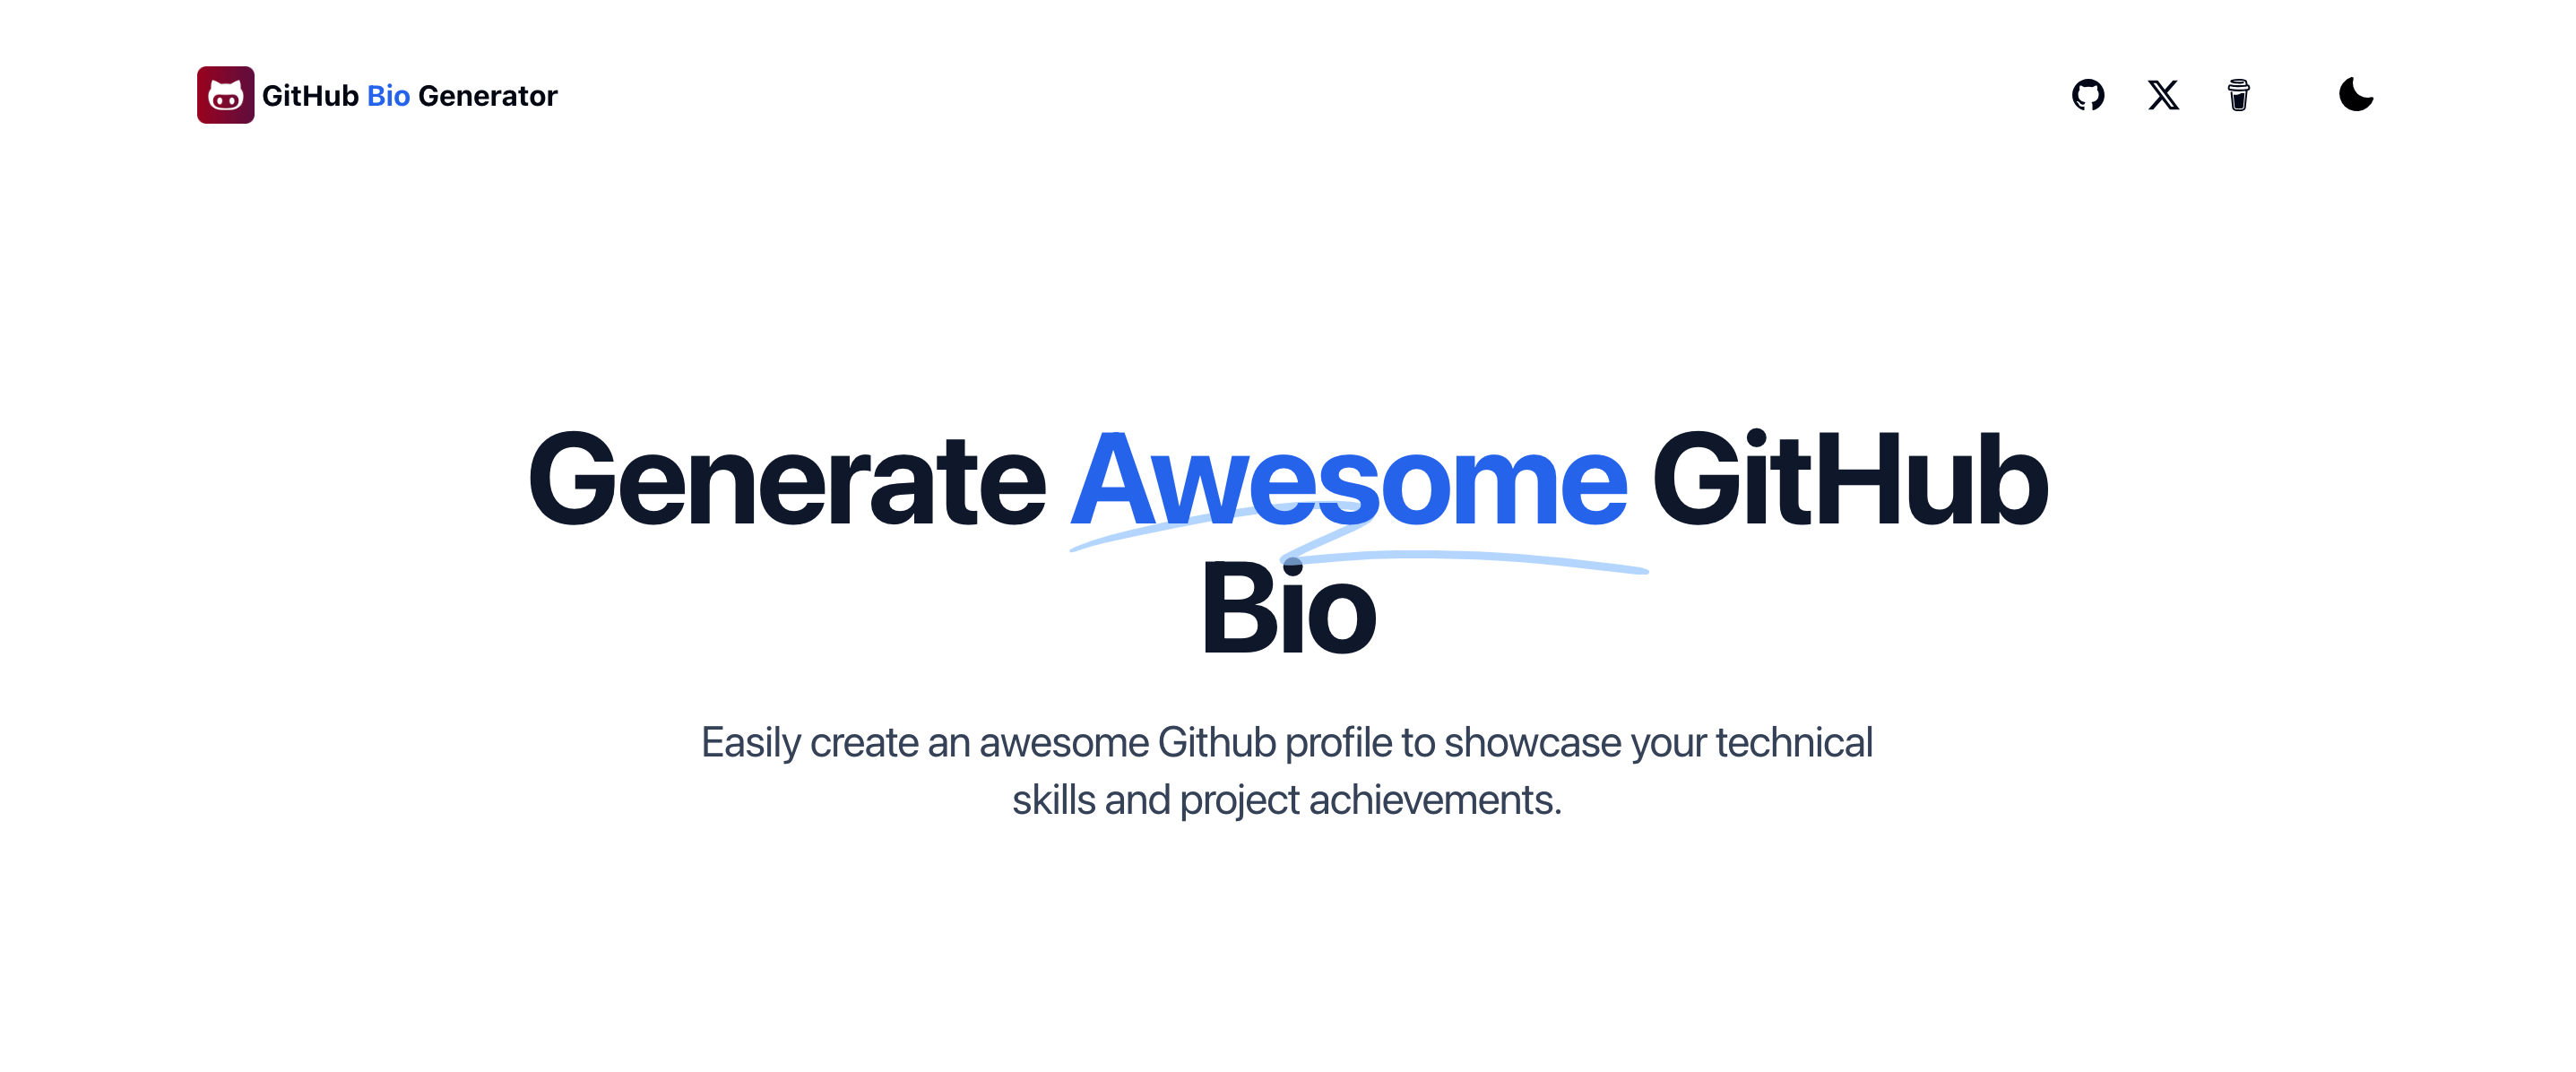 GitHub Bio Generator
Generate Awesome GitHub
Bio
Easily create an awesome Github profile to showcase your technical
skills and project achievements.